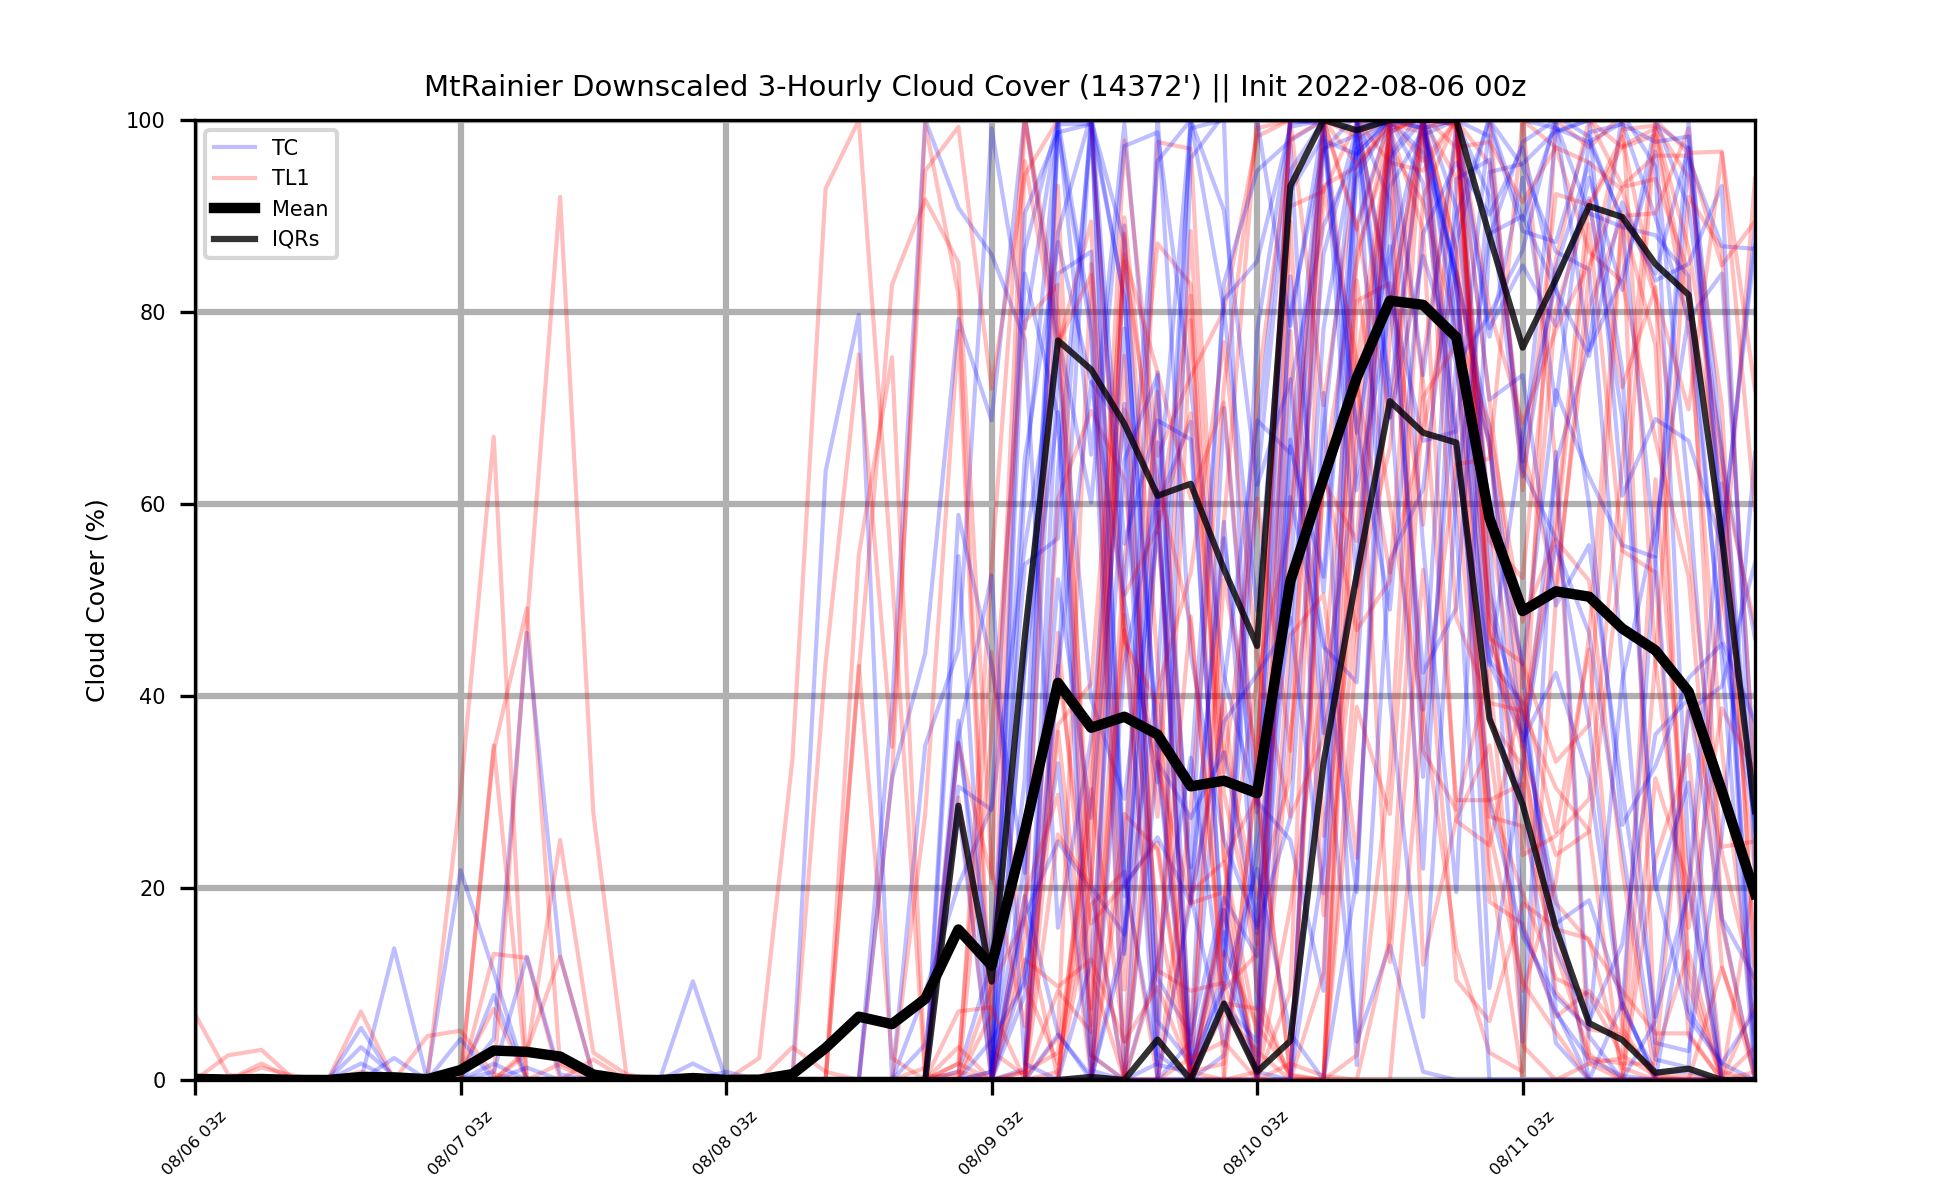 MtRainier Downscaled 3-Hourly Cloud Cover (14372') || Init 2022-08-06 00z
TC
TL1
Mean
IQRs
Cloud Cover (%)
100
80
60
40
20
0
08/06 03z
08/07 03z
08/08 03z
08/09 03z
08/10 03z
08/11 03z